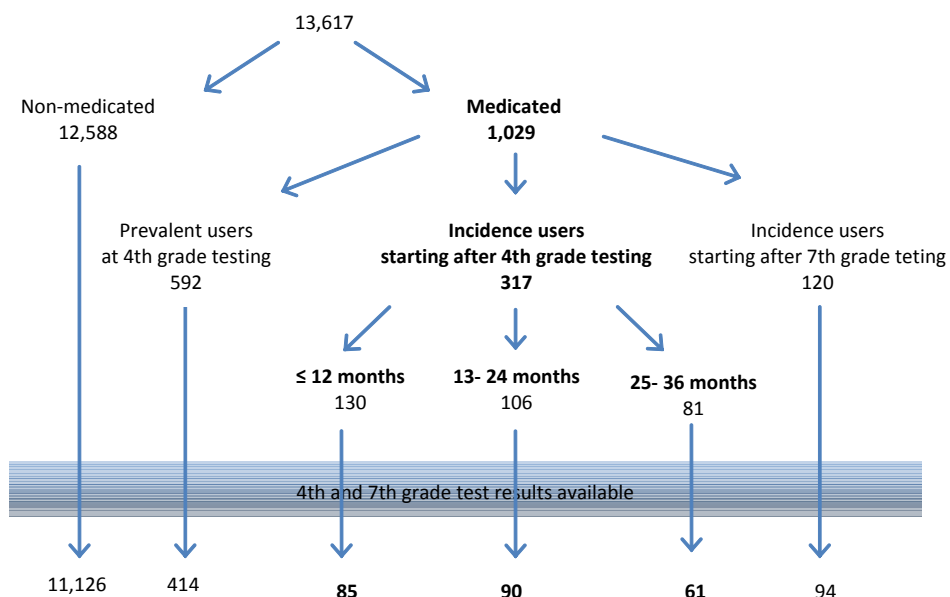 13,617
Non-medicated
12,588
Medicated
1,029
Prevalent users
at 4th grade testing
592
Incidence users
starting after 4th grade testing
317
Incidence users
starting after 7th grade teting
120
≤ 12 months
130
13- 24 months
106
25- 36 months
81
4th and 7th grade test results available
11,126
414
85
90
61
94